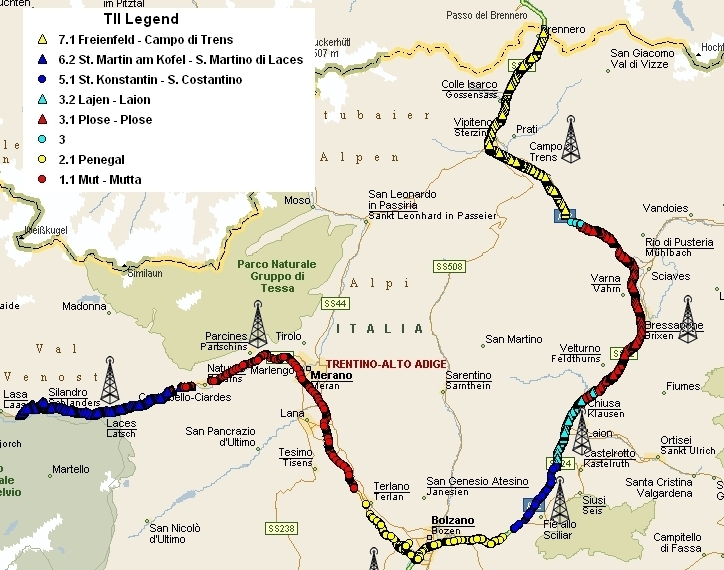 TII Legend
7.1 Freienfeld - Campo di Trens
6.2 St. Martin am Kofel - S. Martino di Laces
5.1 St. Konstantin - S. Costantino
3.2 Lajen - Laion
3.1 Plose - Plose
3
2.1 Penegal
1.1 Mut - Mutta
im Pitztal
Passo del Brennero
Brennero
San Giacomo
Val di Vizze
Colle Isarco
Gossensass
Vipiteno
Sterzing
Prati
Campo
Trens
Alpen
San Leonardo
in Passiria
Sankt Leonhard in Passeier
Moso
Vandoies
Weißkugel
Similaun
Rio di Pusteria
Mühlbach
Parco Naturale
Gruppo di
Tessa
SS508
Sciaves
Alpi
Varna
Vahrn
Madonna
SS44
ITALIA
Bressanone
Brixen
Parcines
Partschins
Tirolo
San Martino
Velturno
Feldthurns
Val
Venosta
Marlengo
TRENTINO-ALTO ADIGE
Merano
Meran
Sarentino
Sarnthein
Fiumes
Lasa
Laas
Silandro
Schlanders
Chiusa
Klausen
Laces
Latsch
Lana
Laion
San Pancrazio
d'Ultimo
Ortisei
Sankt Ulrich
Castelrotto
Kastelruth
Tesimo
Tisens
Martello
San Genesio Atesino
Jenesien
Santa Cristina
Valgardena
Terlano
Terlan
Siusi
Seis
San Nicolò
d'Ultimo
SS238
Bolzano
Bozen
Fie allo
Sciliar
Campitello
di Fassa